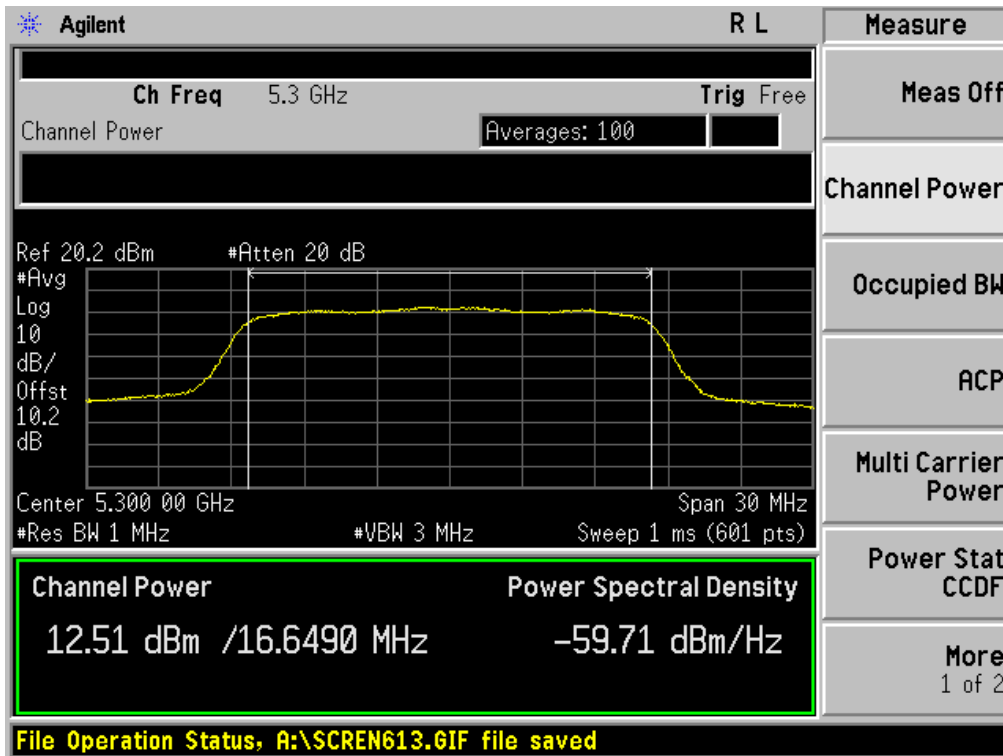 Agilent R L
Ch Freq 5.3 GHz Trig Free
Channel Power Averages: 100
Ref 20.2 dBm #Atten 20 dB
#Avg
Log
10
dB/
Offst
10.2
dB
Center 5.300 00 GHz Span 30 MHz
#Res BW 1 MHz #VBW 3 MHz Sweep 1 ms (601 pts)
Channel Power Power Spectral Density
12.51 dBm /16.6490 MHz -59.71 dBm/Hz
File Operation Status, A:\SCREN613.GIF file saved
Measure
Meas Off
Channel Power
Occupied BW
ACP
Multi Carrier
Power
Power Stat
CCDF
More
1 of 2